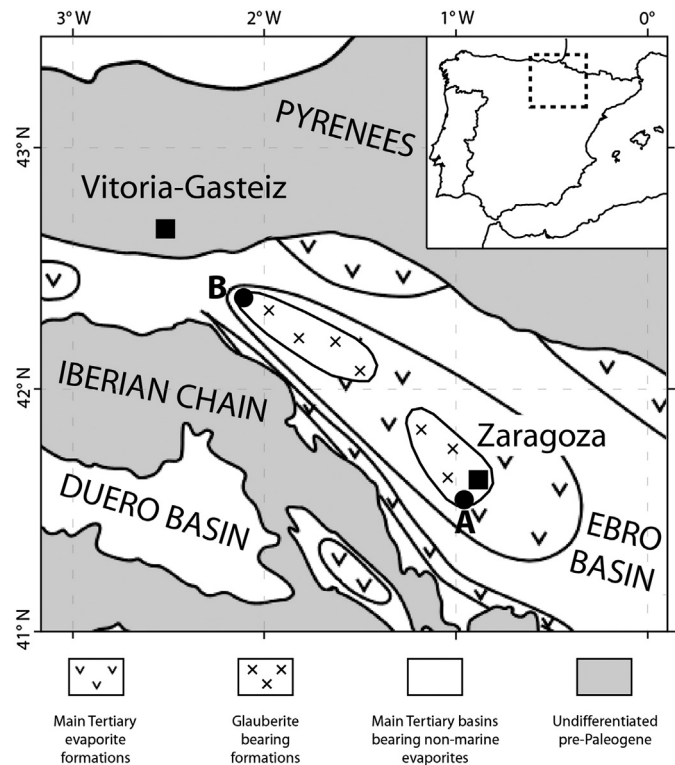 3°W 2°W 1°W 0°
43°N
42°N
41°N
PYRENEES
Vitoria-Gasteiz
B
IBERIAN CHAIN
Zaragoza
A
DUERO BASIN
EBRO
BASIN
Main Tertiary
evaporite
formations
Glauberite
bearing
formations
Main Tertiary basins
bearing non-marine
evaporites
Undifferentiated
pre-Paleogene